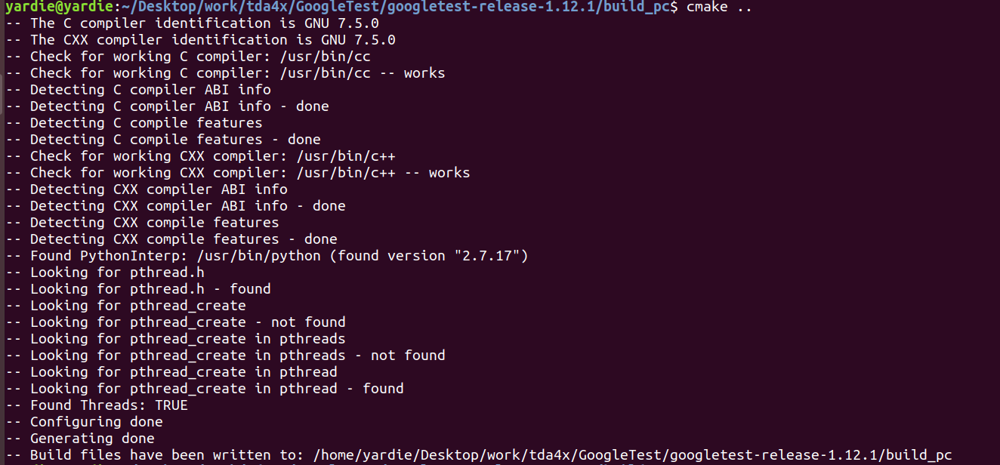 yardie@yardie:~/Desktop/work/tda4x/GoogleTest/googletest-release-1.12.1/build_pc$ cmake ..
-- The C compiler identification is GNU 7.5.0
-- The CXX compiler identification is GNU 7.5.0
-- Check for working C compiler: /usr/bin/cc
-- Check for working C compiler: /usr/bin/cc -- works
-- Detecting C compiler ABI info
-- Detecting C compiler ABI info - done
-- Detecting C compile features
-- Detecting C compile features - done
-- Check for working CXX compiler: /usr/bin/c++
-- Check for working CXX compiler: /usr/bin/c++ -- works
-- Detecting CXX compiler ABI info
-- Detecting CXX compiler ABI info - done
-- Detecting CXX compile features
-- Detecting CXX compile features - done
-- Found PythonInterp: /usr/bin/python (found version "2.7.17")
-- Looking for pthread.h
-- Looking for pthread.h - found
-- Looking for pthread_create
-- Looking for pthread_create - not found
-- Looking for pthread_create in pthreads
-- Looking for pthread_create in pthreads - not found
-- Looking for pthread_create in pthread
-- Looking for pthread_create in pthread - found
-- Found Threads: TRUE
-- Configuring done
-- Generating done
-- Build files have been written to: /home/yardie/Desktop/work/tda4x/GoogleTest/googletest-release-1.12.1/build_pc